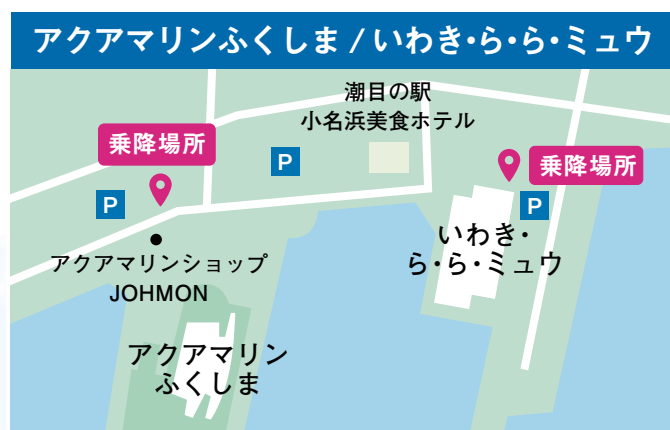 アクアマリンふくしま / いわき・ら・ら・ミュウ
潮目の駅
小名浜美食ホテル
乗降場所
P
乗降場所
P
P
いわき・
ら・ら・ミュウ
アクアマリンショップ
JOHMON
アクアマリン
ふくしま